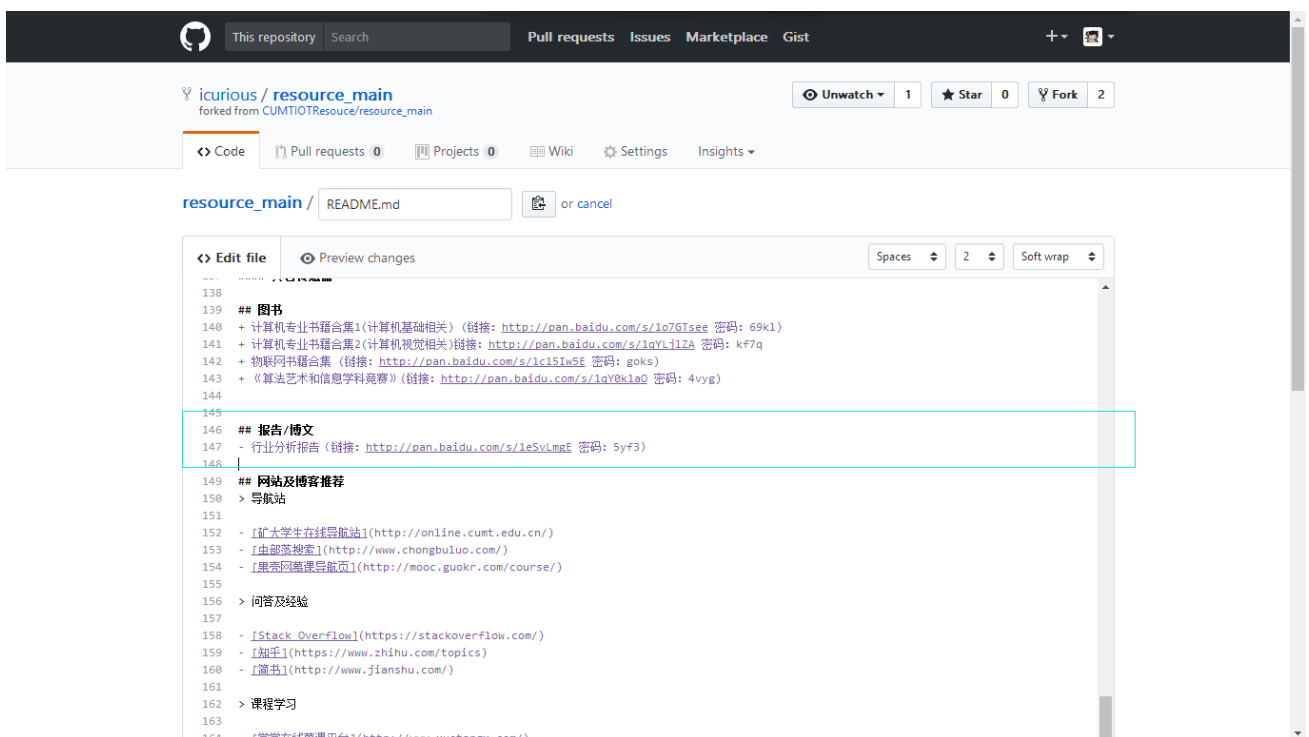 This repository Search Pull requests Issues Marketplace Gist
icurious / resource_main
forked from CUMTIOTResouce/resource_main
Unwatch 1 Star 0 Fork 2
Code Pull requests 0 Projects 0 Wiki Settings Insights
resource_main / README.md or cancel
Edit file Preview changes Spaces 2 Soft wrap
138
139 ## 图书
140 + 计算机专业书籍合集1(计算机基础相关) (链接: http://pan.baidu.com/s/1o7GTsee 密码: 69kl)
141 + 计算机专业书籍合集2(计算机视觉相关)链接: http://pan.baidu.com/s/1qYLjlZA 密码: kf7q
142 + 物联网书籍合集 (链接: http://pan.baidu.com/s/1c15Iw5E 密码: goks)
143 + 《算法艺术和信息学科竞赛》(链接: http://pan.baidu.com/s/1qY0k1aO 密码: 4vyg)
144
145
146 ## 报告/博文
147 - 行业分析报告 (链接: http://pan.baidu.com/s/1eSvLmgE 密码: 5yf3)
148
149 ## 网站及博客推荐
150 > 导航站
151
152 - [矿大学生在线导航站](http://online.cumt.edu.cn/)
153 - [虫部落搜索](http://www.chongbuluo.com/)
154 - [果壳网慕课导航页](http://mooc.guokr.com/course/)
155
156 > 问答及经验
157
158 - [Stack Overflow](https://stackoverflow.com/)
159 - [知乎](https://www.zhihu.com/topics)
160 - [简书](http://www.jianshu.com/)
161
162 > 课程学习
163